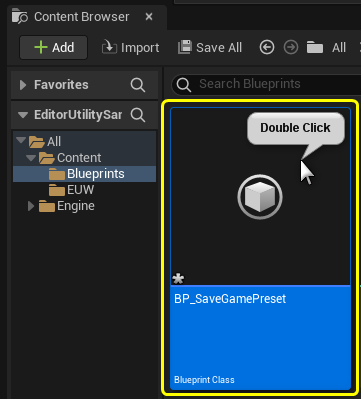 Content Browser
Add
Import
Save All
All
Favorites
Search Blueprints
EditorUtilitySar
All
Content
Blueprints
EUW
Engine
Double Click
BP_SaveGamePreset
Blueprint Class